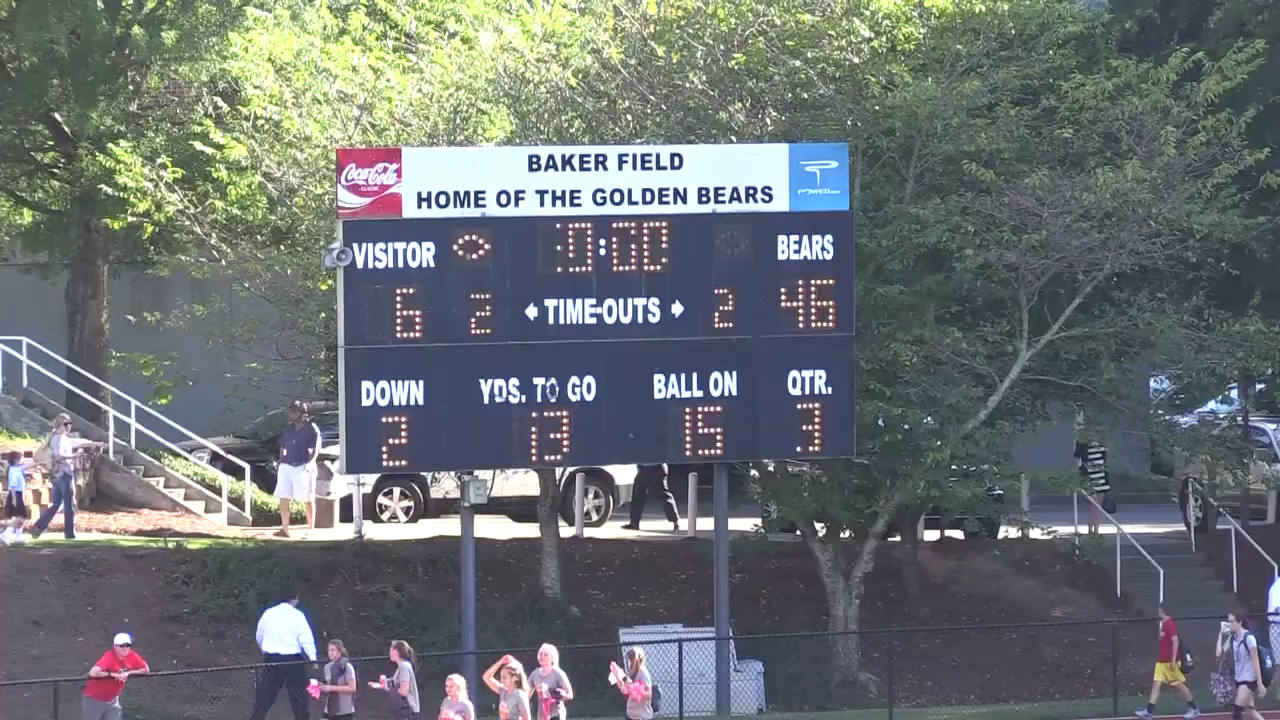 Coca-Cola
CLASSIC
BAKER FIELD
HOME OF THE GOLDEN BEARS
VISITOR
0:00
BEARS
6
2
TIME-OUTS
2
46
DOWN
YDS. TO GO
BALL ON
QTR.
2
13
15
3